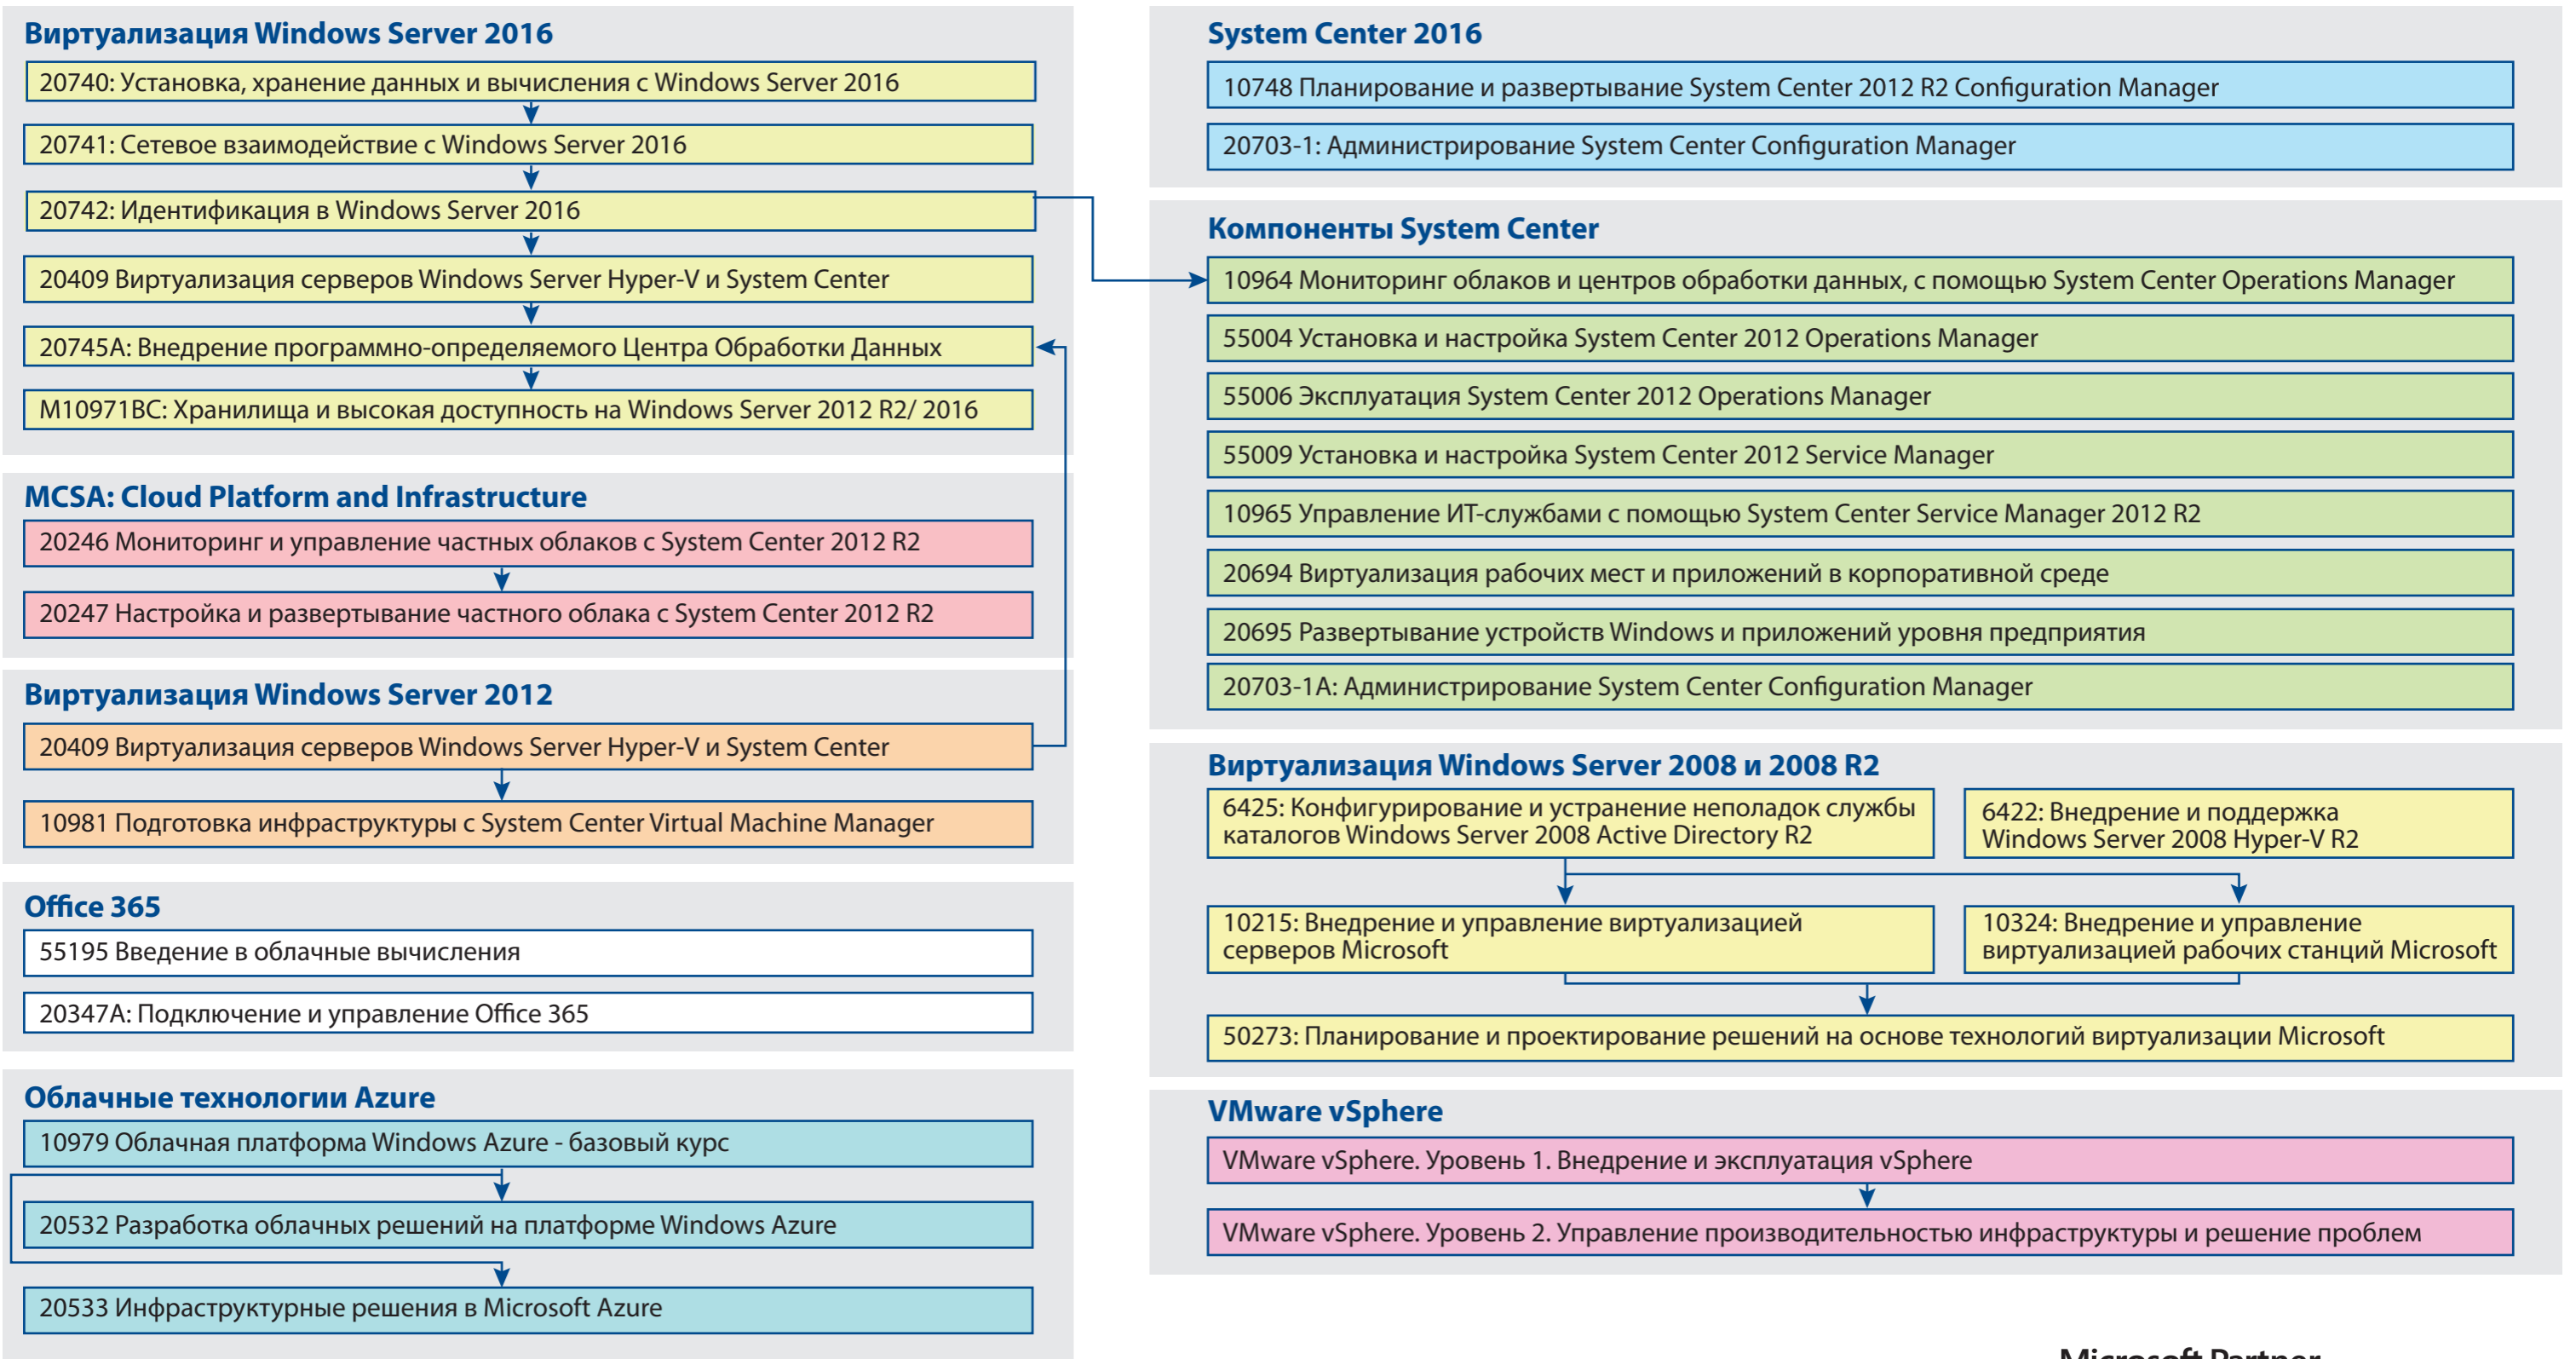 Виртуализация Windows Server 2016
20740: Установка, хранение данных и вычисления с Windows Server 2016
20741: Сетевое взаимодействие с Windows Server 2016
20742: Идентификация в Windows Server 2016
20409 Виртуализация серверов Windows Server Hyper-V и System Center
20745A: Внедрение программно-определяемого Центра Обработки Данных
M10971BC: Хранилища и высокая доступность на Windows Server 2012 R2/ 2016
MCSA: Cloud Platform and Infrastructure
20246 Мониторинг и управление частных облаков с System Center 2012 R2
20247 Настройка и развертывание частного облака с System Center 2012 R2
Виртуализация Windows Server 2012
20409 Виртуализация серверов Windows Server Hyper-V и System Center
10981 Подготовка инфраструктуры с System Center Virtual Machine Manager
Office 365
55195 Введение в облачные вычисления
20347A: Подключение и управление Office 365
Облачные технологии Azure
10979 Облачная платформа Windows Azure - базовый курс
20532 Разработка облачных решений на платформе Windows Azure
20533 Инфраструктурные решения в Microsoft Azure
System Center 2016
10748 Планирование и развертывание System Center 2012 R2 Configuration Manager
20703-1: Администрирование System Center Configuration Manager
Компоненты System Center
10964 Мониторинг облаков и центров обработки данных, с помощью System Center Operations Manager
55004 Установка и настройка System Center 2012 Operations Manager
55006 Эксплуатация System Center 2012 Operations Manager
55009 Установка и настройка System Center 2012 Service Manager
10965 Управление ИТ-службами с помощью System Center Service Manager 2012 R2
20694 Виртуализация рабочих мест и приложений в корпоративной среде
20695 Развертывание устройств Windows и приложений уровня предприятия
20703-1A: Администрирование System Center Configuration Manager
Виртуализация Windows Server 2008 и 2008 R2
6425: Конфигурирование и устранение неполадок службы
каталогов Windows Server 2008 Active Directory R2
6422: Внедрение и поддержка
Windows Server 2008 Hyper-V R2
10215: Внедрение и управление виртуализацией
серверов Microsoft
10324: Внедрение и управление
виртуализацией рабочих станций Microsoft
50273: Планирование и проектирование решений на основе технологий виртуализации Microsoft
VMware vSphere
VMware vSphere. Уровень 1. Внедрение и эксплуатация vSphere
VMware vSphere. Уровень 2. Управление производительностью инфраструктуры и решение проблем
Microsoft Partner